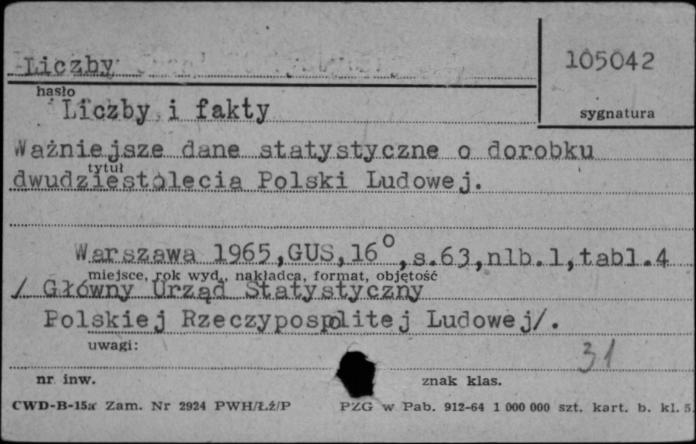 Liczby
105042
hasło
sygnatura
Liczby i fakty
Ważniejsze dane statystyczne o dorobku
tytuł
dwudziestolecia Polski Ludowej.
Warszawa 1965,GUS,16°,s.63,nlb.1,tabl.4
miejsce, rok wyd., nakładca, format, objętość
/ Główny Urząd Statystyczny
Polskiej Rzeczypospolitej Ludowej/.
uwagi:
31
nr inw.
znak klas.
CWD-B-15a Zam. Nr 2924 PWH/Łż/P
PZG w Pab. 912-64 1 000 000 szt. kart. b. kl. 5.